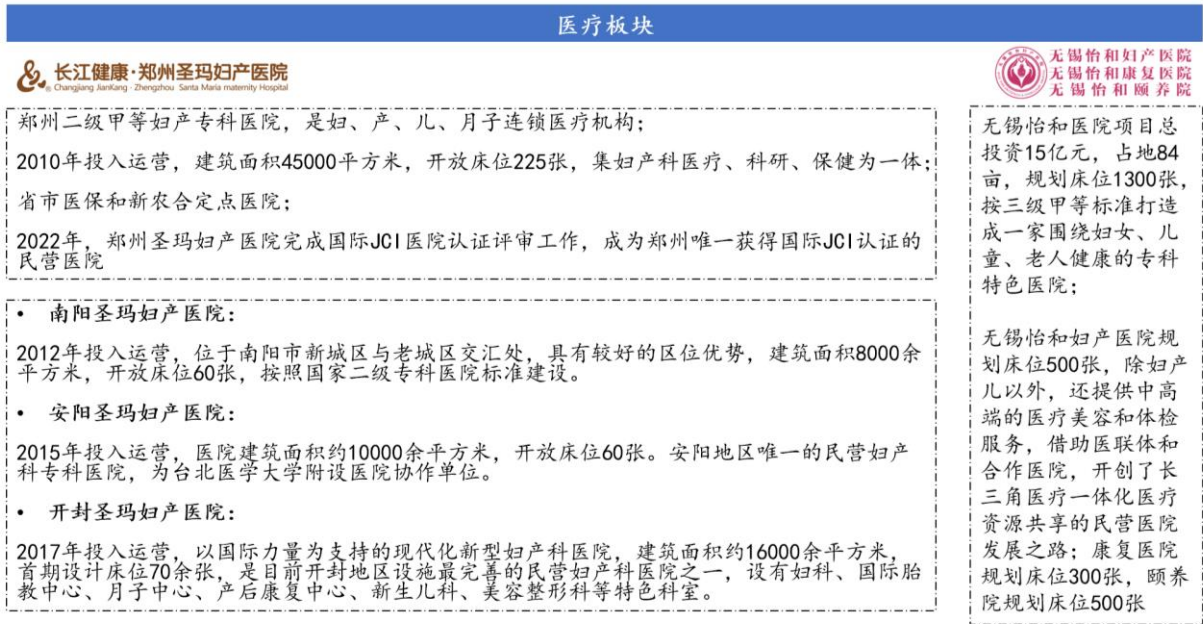 医疗板块
长江健康·郑州圣玛妇产医院
Changjiang JianKang · Zhengzhou Santa Maria maternity Hospital
郑州二级甲等妇产专科医院，是妇、产、儿、月子连锁医疗机构；
2010年投入运营，建筑面积45000平方米，开放床位225张，集妇产科医疗、科研、保健为一体；
省市医保和新农合定点医院；
2022年，郑州圣玛妇产医院完成国际JCI医院认证评审工作，成为郑州唯一获得国际JCI认证的
民营医院
• 南阳圣玛妇产医院：
2012年投入运营，位于南阳市新城区与老城区交汇处，具有较好的区位优势，建筑面积8000余
平方米，开放床位60张，按照国家二级专科医院标准建设。
• 安阳圣玛妇产医院：
2015年投入运营，医院建筑面积约10000余平方米，开放床位60张。安阳地区唯一的民营妇产
科专科医院，为台北医学大学附设医院协作单位。
• 开封圣玛妇产医院：
2017年投入运营，以国际力量为支持的现代化新型妇产科医院，建筑面积约16000余平方米，
首期设计床位70余张，是目前开封地区设施最完善的民营妇产科医院之一，设有妇科、国际胎
教中心、月子中心、产后康复中心、新生儿科、美容整形科等特色科室。
无锡怡和妇产医院
无锡怡和康复医院
无锡怡和颐养院
无锡怡和医院项目总
投资15亿元，占地84
亩，规划床位1300张，
按三级甲等标准打造
成一家围绕妇女、儿
童、老人健康的专科
特色医院；
无锡怡和妇产医院规
划床位500张，除妇产
儿以外，还提供中高
端的医疗美容和体检
服务，借助医联体和
合作医院，开创了长
三角医疗一体化医疗
资源共享的民营医院
发展之路；康复医院
规划床位300张，颐养
院规划床位500张